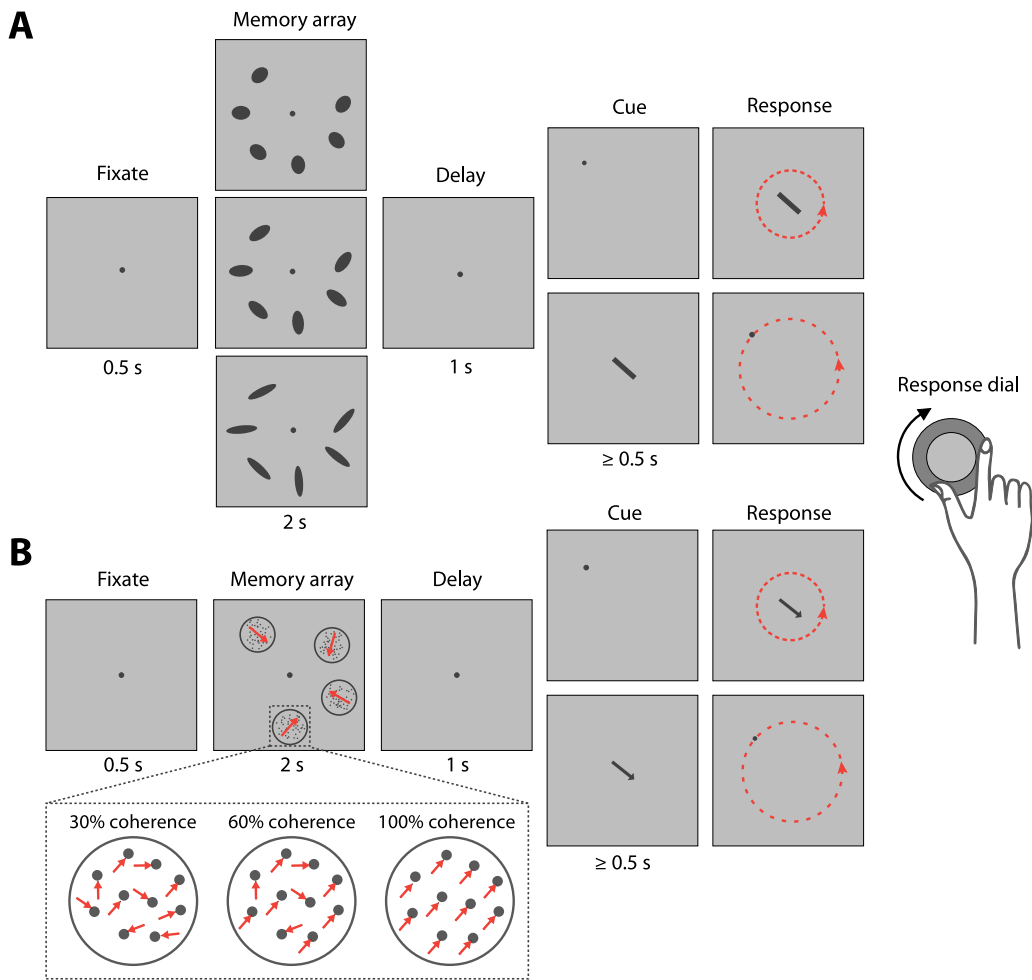 A
Memory array
Fixate
Delay
Cue
Response
0.5 s
1 s
2 s
≥ 0.5 s
Response dial
B
Fixate
Memory array
Delay
Cue
Response
0.5 s
2 s
1 s
≥ 0.5 s
30% coherence
60% coherence
100% coherence